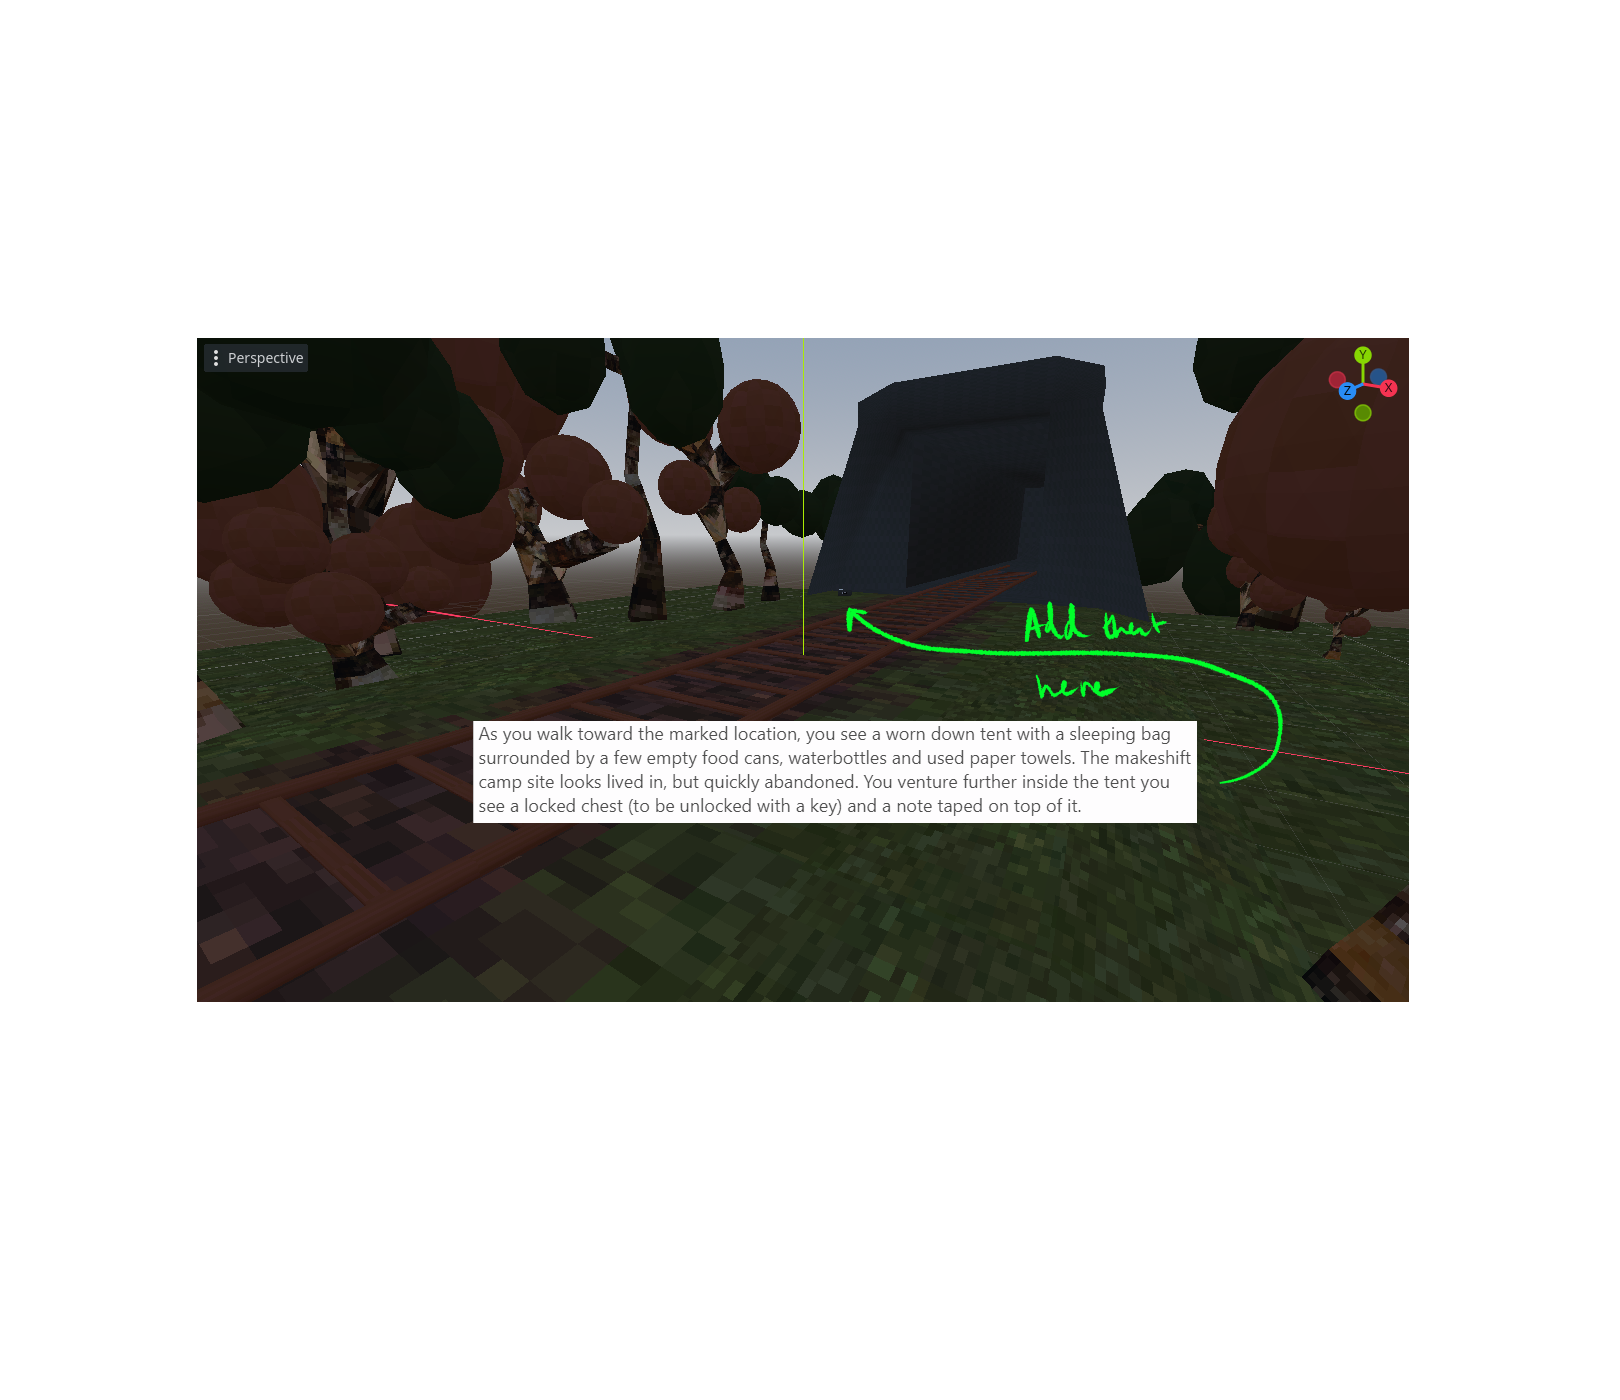 Perspective
Y
X
Z
Add
here
As you walk toward the marked location, you see a worn down tent with a sleeping bag
surrounded by a few empty food cans, waterbottles and used paper towels. The makeshift
camp site looks lived in, but quickly abandoned. You venture further inside the tent you
see a locked chest (to be unlocked with a key) and a note taped on top of it.